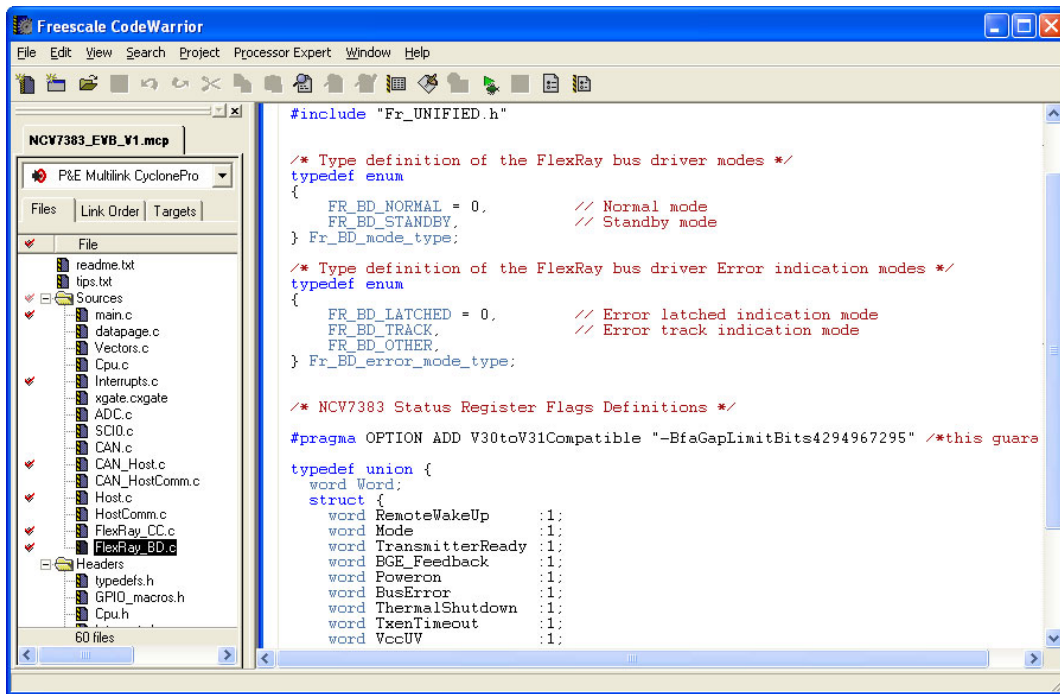 Freescale CodeWarrior
File Edit View Search Project Processor Expert Window Help
NCV7383_EVB_V1.mcp
P&E Multilink CyclonePro
Files Link Order Targets
File
readme.txt
tips.txt
Sources
main.c
datapage.c
Vectors.c
Cpu.c
Interrupts.c
xgate.cxgate
ADC.c
SCI0.c
CAN.c
CAN_Host.c
CAN_HostComm.c
Host.c
HostComm.c
FlexRay_CC.c
FlexRay_BD.c
Headers
typedefs.h
GPIO_macros.h
Cpu.h
60 files
#include "Fr_UNIFIED.h"
/* Type definition of the FlexRay bus driver modes */
typedef enum
{
    FR_BD_NORMAL = 0,          // Normal mode
    FR_BD_STANDBY,             // Standby mode
} Fr_BD_mode_type;
/* Type definition of the FlexRay bus driver Error indication modes */
typedef enum
{
    FR_BD_LATCHED = 0,         // Error latched indication mode
    FR_BD_TRACK,               // Error track indication mode
    FR_BD_OTHER,
} Fr_BD_error_mode_type;
/* NCV7383 Status Register Flags Definitions */
#pragma OPTION ADD V30toV31Compatible "-BfaGapLimitBits4294967295" /*this guara
typedef union {
  word Word;
  struct {
    word RemoteWakeUp      :1;
    word Mode              :1;
    word TransmitterReady  :1;
    word BGE_Feedback      :1;
    word Poweron           :1;
    word BusError          :1;
    word ThermalShutdown   :1;
    word TxenTimeout       :1;
    word VccUV             :1;